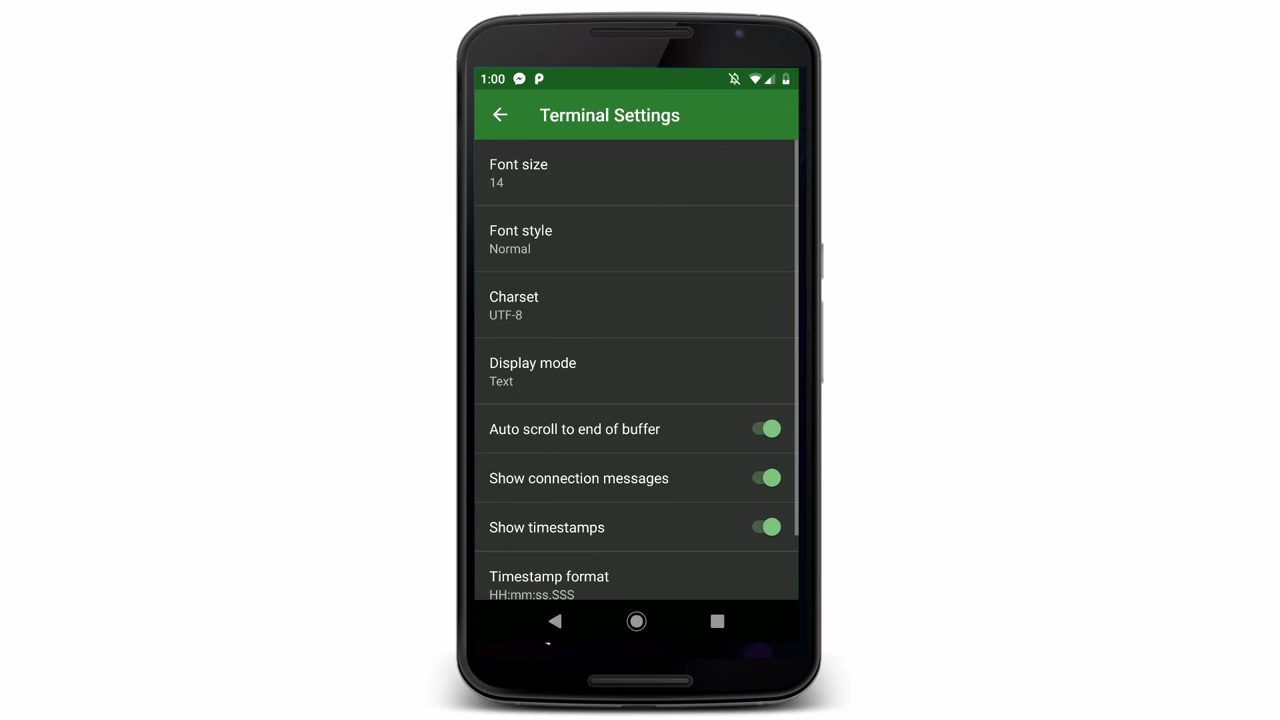 1:00
Terminal Settings
Font size
14
Font style
Normal
Charset
UTF-8
Display mode
Text
Auto scroll to end of buffer
Show connection messages
Show timestamps
Timestamp format
HH:mm:ss.SSS